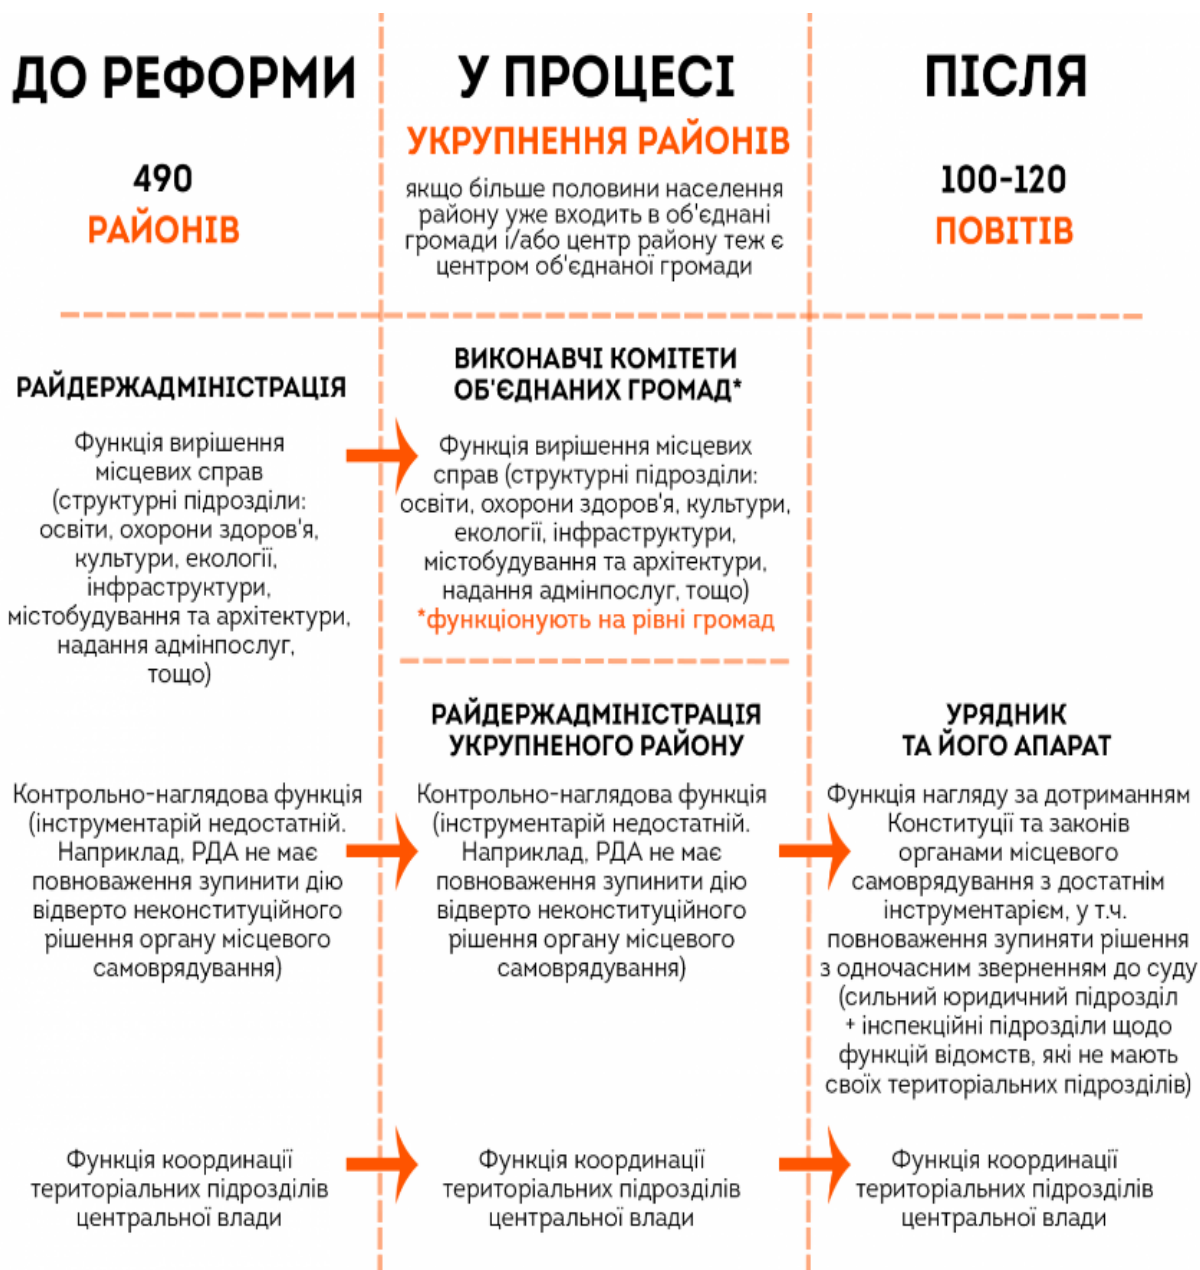 ДО РЕФОРМИ
490
РАЙОНІВ
У ПРОЦЕСІ
УКРУПНЕННЯ РАЙОНІВ
якщо більше половини населення
району уже входить в об'єднані
громади і/або центр району теж є
центром об'єднаної громади
ПІСЛЯ
100-120
ПОВІТІВ
РАЙДЕРЖАДМІНІСТРАЦІЯ
Функція вирішення
місцевих справ
(структурні підрозділи:
освіти, охорони здоров'я,
культури, екології,
інфраструктури,
містобудування та архітектури,
надання адмінпослуг,
тощо)
ВИКОНАВЧІ КОМІТЕТИ
ОБ'ЄДНАНИХ ГРОМАД*
Функція вирішення місцевих
справ (структурні підрозділи:
освіти, охорони здоров'я, культури,
екології, інфраструктури,
містобудування та архітектури,
надання адмінпослуг, тощо)
*функціонують на рівні громад
Контрольно-наглядова функція
(інструментарій недостатній.
Наприклад, РДА не має
повноваження зупинити дію
відверто неконституційного
рішення органу місцевого
самоврядування)
РАЙДЕРЖАДМІНІСТРАЦІЯ
УКРУПНЕНОГО РАЙОНУ
Контрольно-наглядова функція
(інструментарій недостатній.
Наприклад, РДА не має
повноваження зупинити дію
відверто неконституційного
рішення органу місцевого
самоврядування)
УРЯДНИК
ТА ЙОГО АПАРАТ
Функція нагляду за дотриманням
Конституції та законів
органами місцевого
самоврядування з достатнім
інструментарієм, у т.ч.
повноваження зупиняти рішення
з одночасним зверненням до суду
(сильний юридичний підрозділ
+ інспекційні підрозділи щодо
функцій відомств, які не мають
своїх територіальних підрозділів)
Функція координації
територіальних підрозділів
центральної влади
Функція координації
територіальних підрозділів
центральної влади
Функція координації
територіальних підрозділів
центральної влади